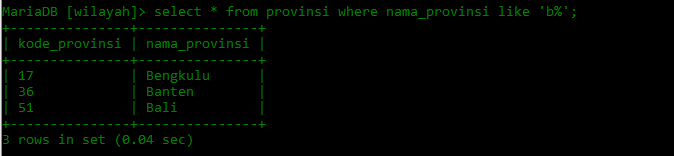 MariaDB [wilayah]> select * from provinsi where nama_provinsi like 'b%';
+---------------+---------------+
| kode_provinsi | nama_provinsi |
+---------------+---------------+
| 17            | Bengkulu      |
| 36            | Banten        |
| 51            | Bali          |
+---------------+---------------+
3 rows in set (0.04 sec)